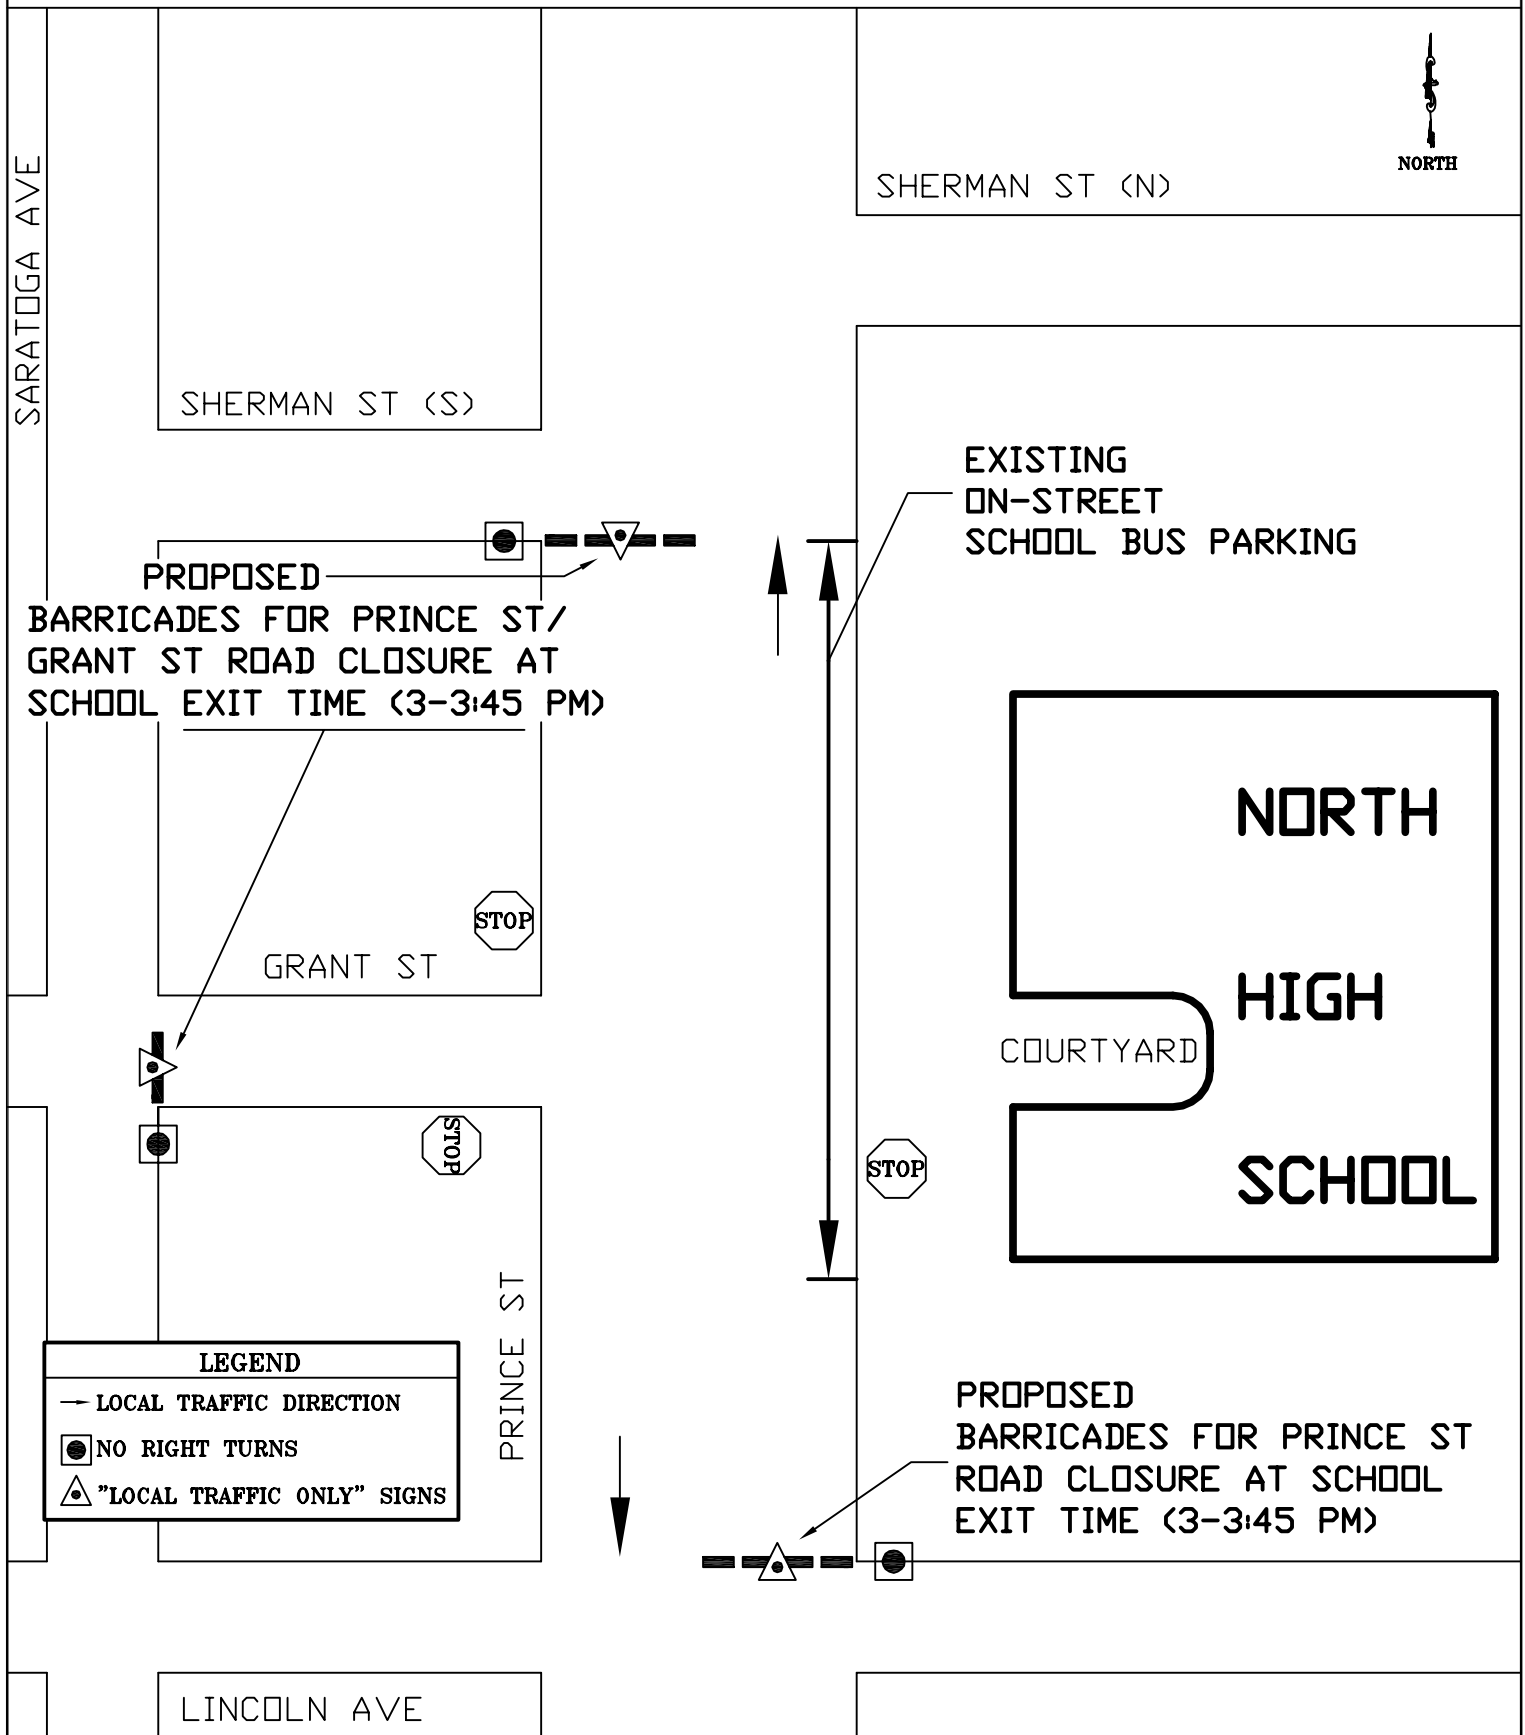 NORTH
SHERMAN ST (N)
SARATOGA AVE
SHERMAN ST (S)
EXISTING
ON-STREET
SCHOOL BUS PARKING
PROPOSED
BARRICADES FOR PRINCE ST/
GRANT ST ROAD CLOSURE AT
SCHOOL EXIT TIME (3-3:45 PM)
NORTH
HIGH
SCHOOL
STOP
GRANT ST
COURTYARD
STOP
STOP
PRINCE ST
LEGEND
LOCAL TRAFFIC DIRECTION
NO RIGHT TURNS
"LOCAL TRAFFIC ONLY" SIGNS
PROPOSED
BARRICADES FOR PRINCE ST
ROAD CLOSURE AT SCHOOL
EXIT TIME (3-3:45 PM)
LINCOLN AVE